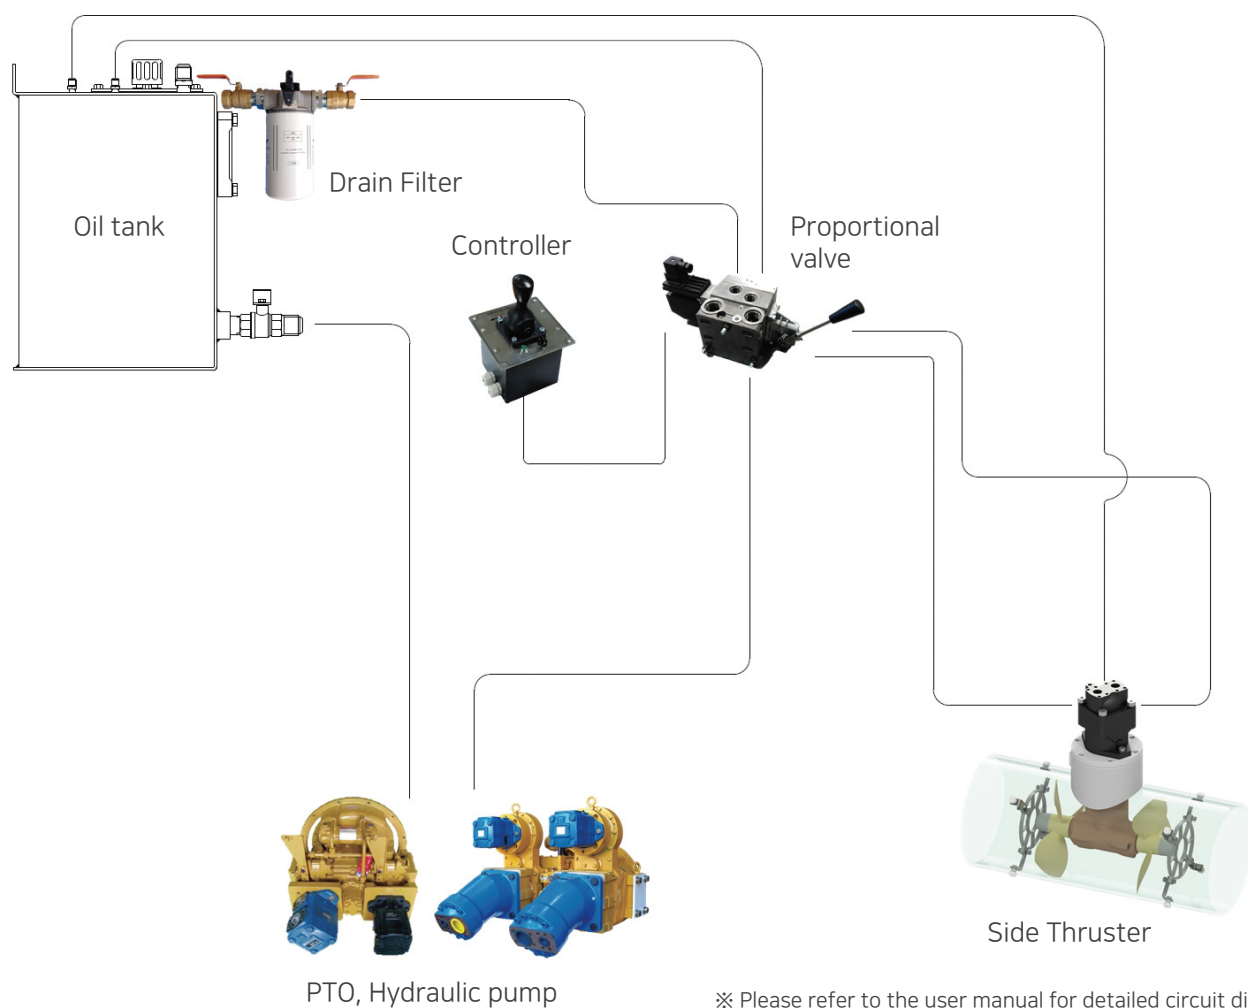 Drain Filter
Oil tank
Controller
Proportional
valve
Side Thruster
PTO, Hydraulic pump
※ Please refer to the user manual for detailed circuit di